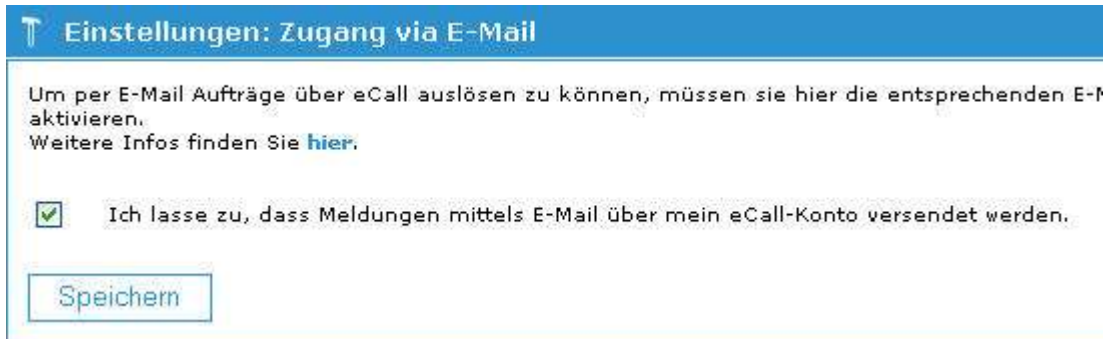 Einstellungen: Zugang via E-Mail
Um per E-Mail Aufträge über eCall auslösen zu können, müssen sie hier die entsprechenden
aktivieren.
Weitere Infos finden Sie hier.
Ich lasse zu, dass Meldungen mittels E-Mail über mein eCall-Konto versendet werden.
Speichern